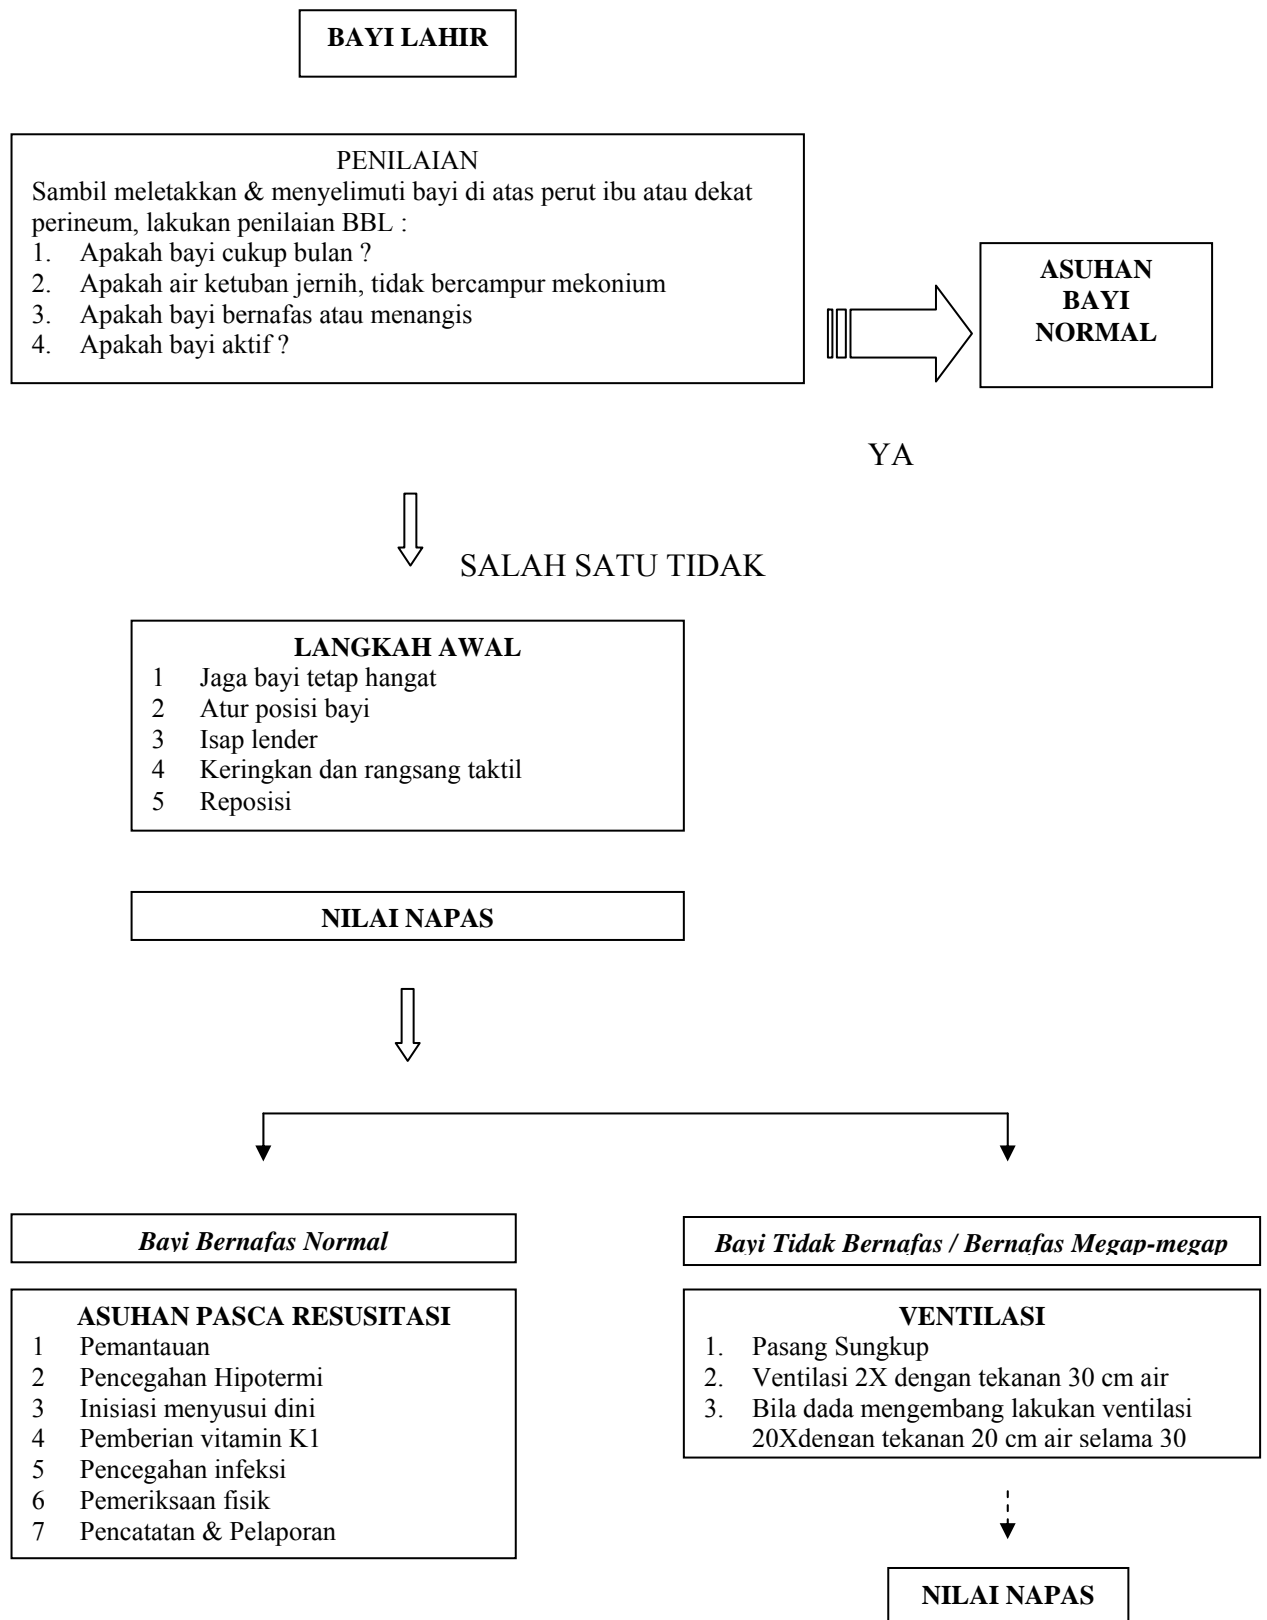 BAYI LAHIR
PENILAIAN
Sambil meletakkan & menyelimuti bayi di atas perut ibu atau dekat
perineum, lakukan penilaian BBL :
1. Apakah bayi cukup bulan ?
2. Apakah air ketuban jernih, tidak bercampur mekonium
3. Apakah bayi bernafas atau menangis
4. Apakah bayi aktif ?
ASUHAN
BAYI
NORMAL
YA
SALAH SATU TIDAK
LANGKAH AWAL
1 Jaga bayi tetap hangat
2 Atur posisi bayi
3 Isap lender
4 Keringkan dan rangsang taktil
5 Reposisi
NILAI NAPAS
Bayi Bernafas Normal
ASUHAN PASCA RESUSITASI
1 Pemantauan
2 Pencegahan Hipotermi
3 Inisiasi menyusui dini
4 Pemberian vitamin K1
5 Pencegahan infeksi
6 Pemeriksaan fisik
7 Pencatatan & Pelaporan
Bayi Tidak Bernafas / Bernafas Megap-megap
VENTILASI
1. Pasang Sungkup
2. Ventilasi 2X dengan tekanan 30 cm air
3. Bila dada mengembang lakukan ventilasi
20Xdengan tekanan 20 cm air selama 30
NILAI NAPAS